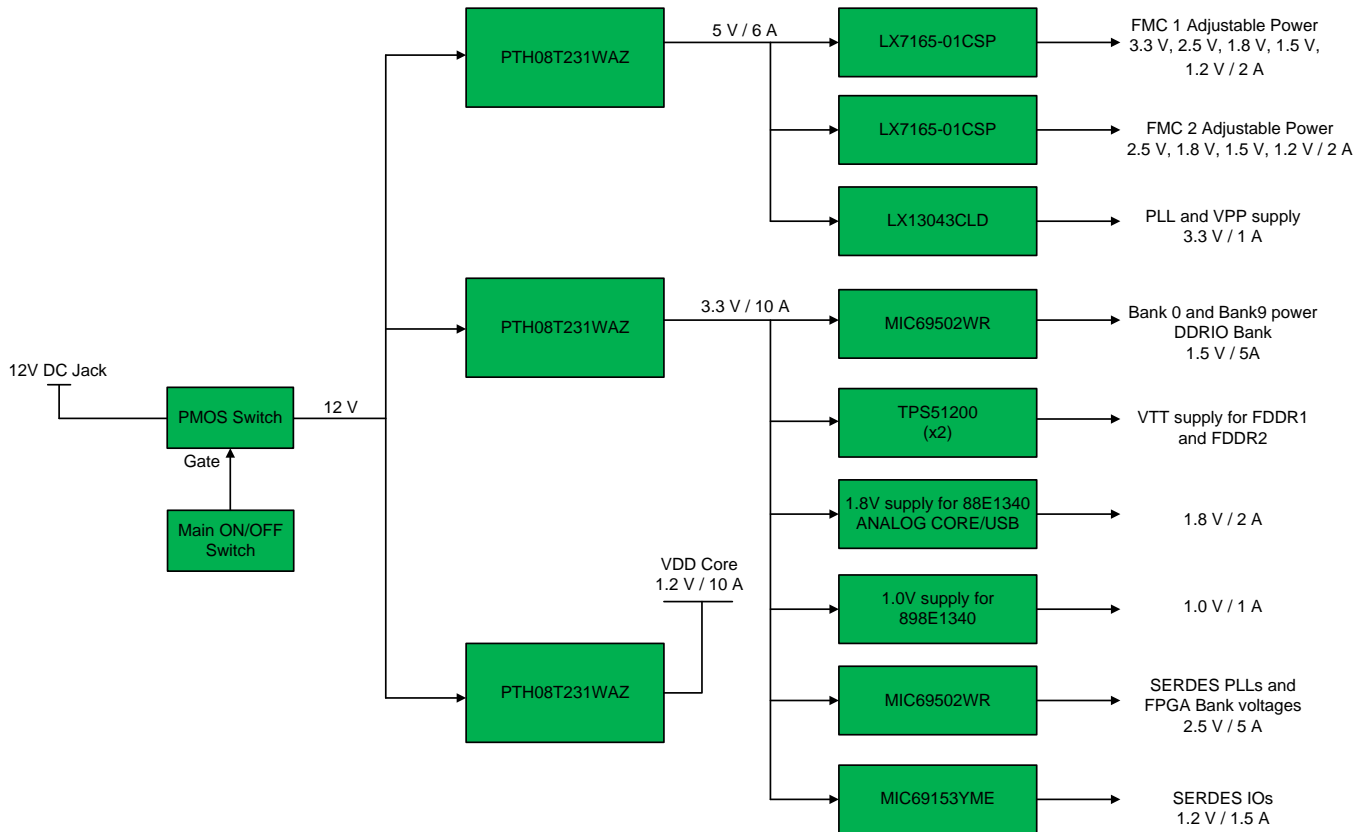 12V DC Jack
PMOS Switch
Gate
Main ON/OFF
Switch
12 V
PTH08T231WAZ
5 V / 6 A
LX7165-01CSP
FMC 1 Adjustable Power
3.3 V, 2.5 V, 1.8 V, 1.5 V,
1.2 V / 2 A
LX7165-01CSP
FMC 2 Adjustable Power
2.5 V, 1.8 V, 1.5 V, 1.2 V / 2 A
LX13043CLD
PLL and VPP supply
3.3 V / 1 A
PTH08T231WAZ
3.3 V / 10 A
MIC69502WR
Bank 0 and Bank9 power
DDRIO Bank
1.5 V / 5A
TPS51200
(x2)
VTT supply for FDDR1
and FDDR2
1.8V supply for 88E1340
ANALOG CORE/USB
1.8 V / 2 A
1.0V supply for
898E1340
1.0 V / 1 A
MIC69502WR
SERDES PLLs and
FPGA Bank voltages
2.5 V / 5 A
MIC69153YME
SERDES IOs
1.2 V / 1.5 A
PTH08T231WAZ
VDD Core
1.2 V / 10 A